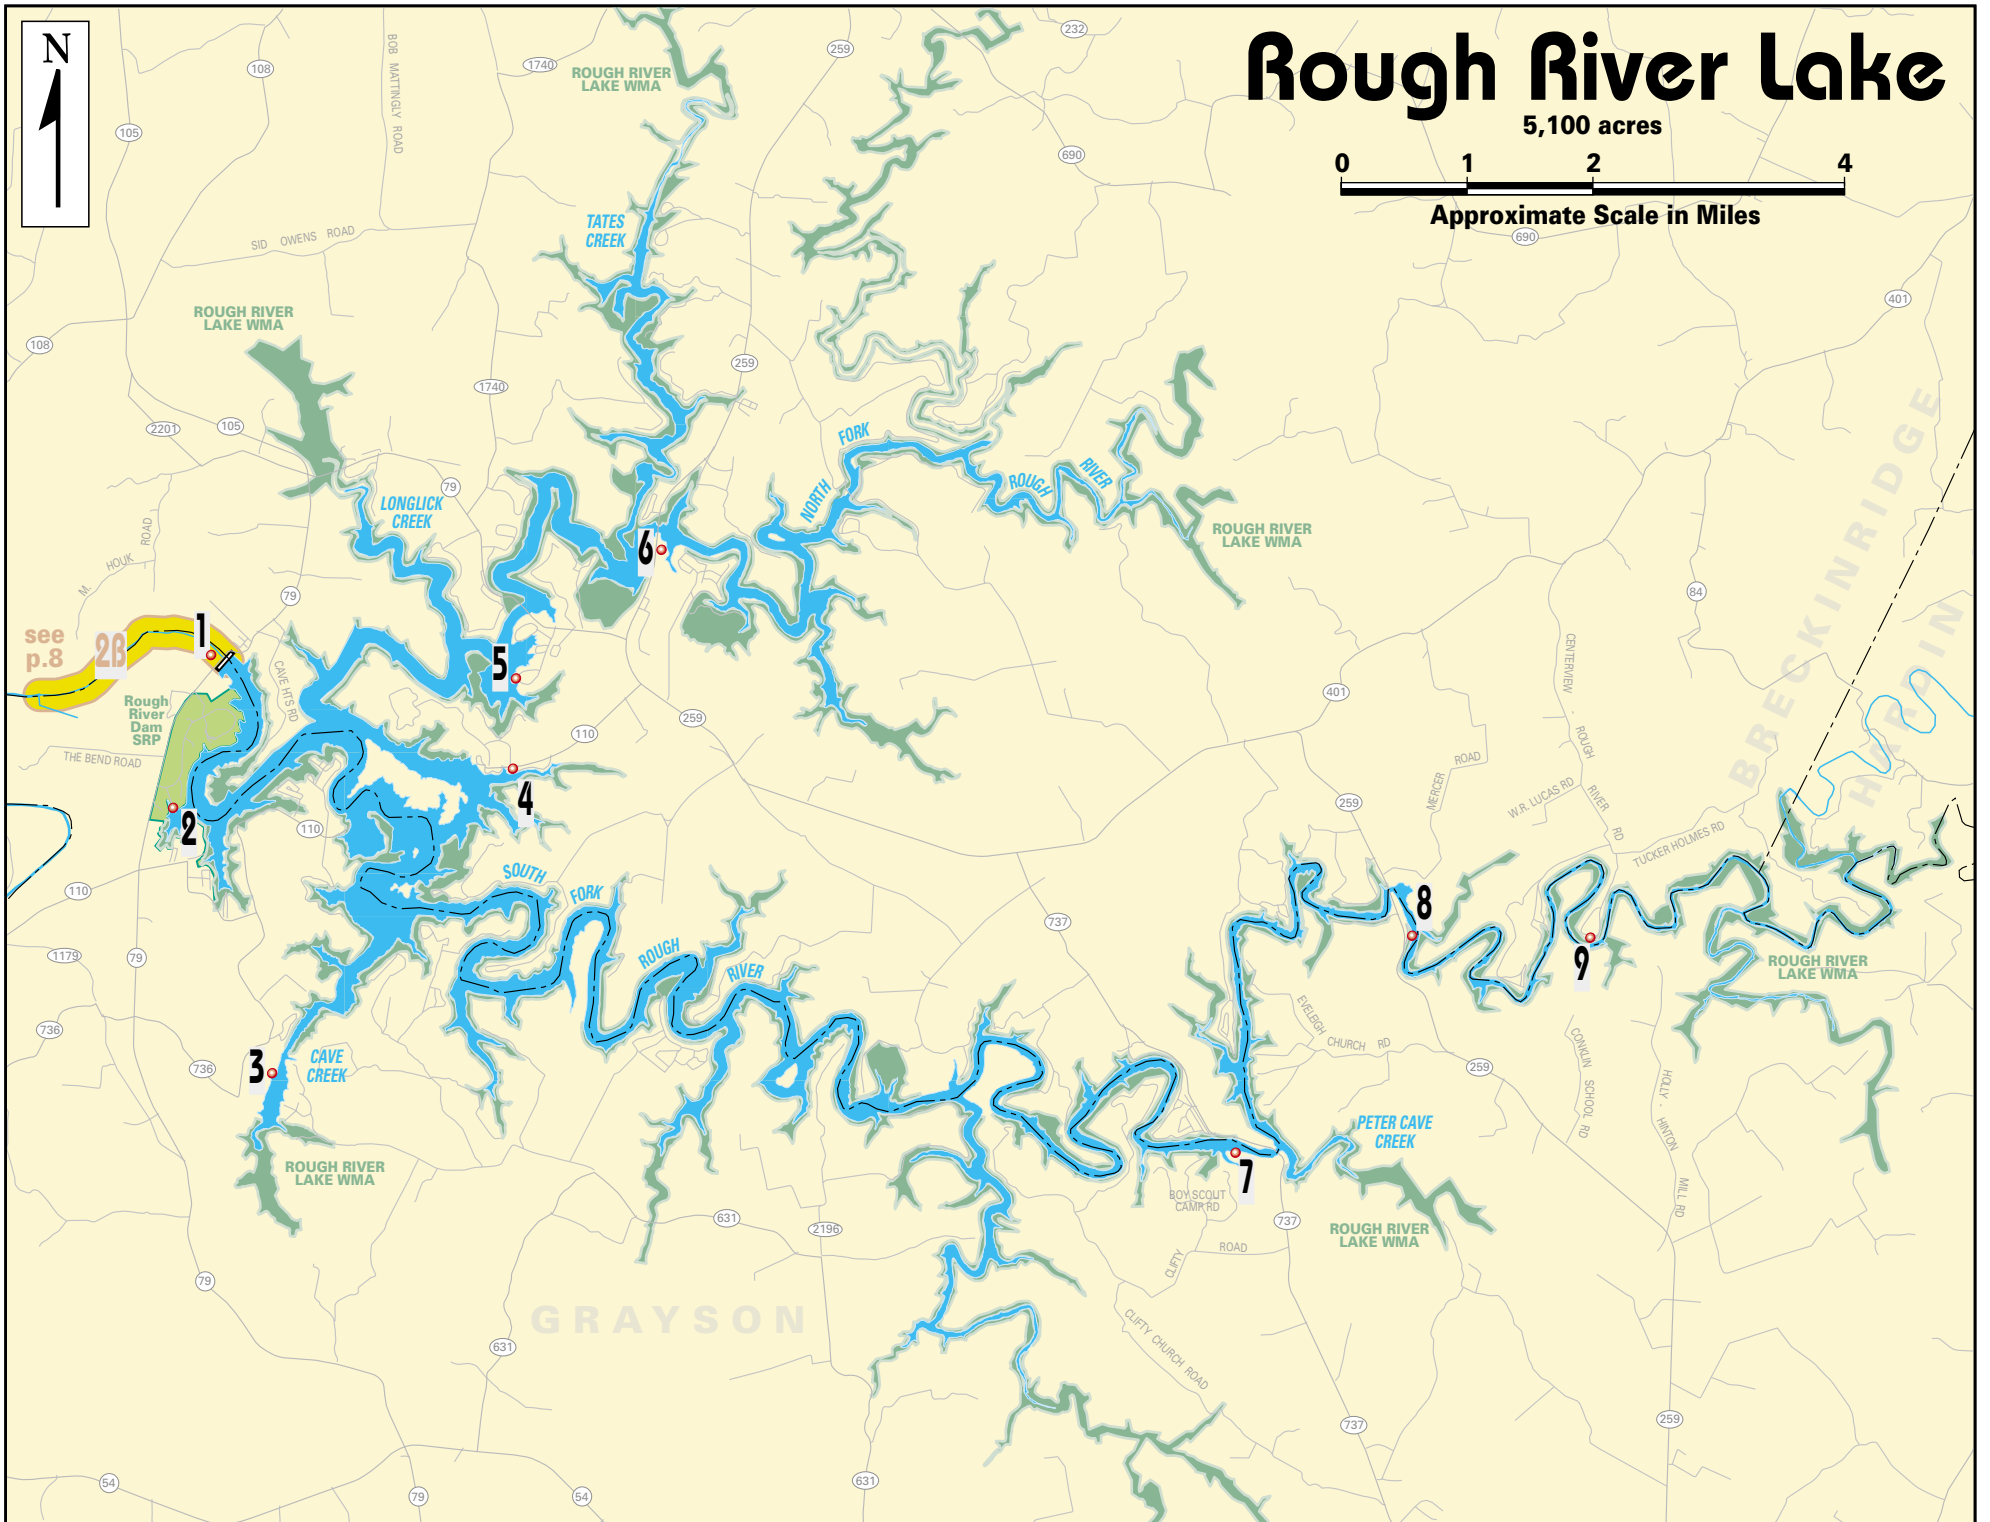 N
Rough River Lake
5,100 acres
0 1 2 4
Approximate Scale in Miles
232
259
108
BOB MATTINGLY ROAD
1740
ROUGH RIVER
LAKE WMA
105
690
TATES
CREEK
SID OWENS ROAD
690
401
ROUGH RIVER
LAKE WMA
108
259
1740
2201
105
FORK
BRECKINRIDGE
79
LONGLICK
CREEK
NORTH
ROUGH
RIVER
ROUGH RIVER
LAKE WMA
M. HOUK ROAD
6
79
84
HARDIN
see
p.8
2B
1
5
CENTERVIEW - ROUGH RIVER RD
CAVE HTS RD
Rough
River
Dam
SRP
401
259
110
THE BEND ROAD
MERCER ROAD
W.R. LUCAS RD
4
259
2
110
TUCKER HOLMES RD
SOUTH
FORK
110
8
737
ROUGH
RIVER
1179
79
9
ROUGH RIVER
LAKE WMA
736
EVELEIGH CHURCH RD
CONKLIN SCHOOL RD
3
CAVE
CREEK
736
259
HOLLY - HINTON MILL RD
PETER CAVE
CREEK
ROUGH RIVER
LAKE WMA
7
BOY SCOUT
CAMP RD
631
2196
737
ROUGH RIVER
LAKE WMA
CLIFTY ROAD
79
GRAYSON
631
CLIFTY CHURCH ROAD
737
259
54
79
54
631